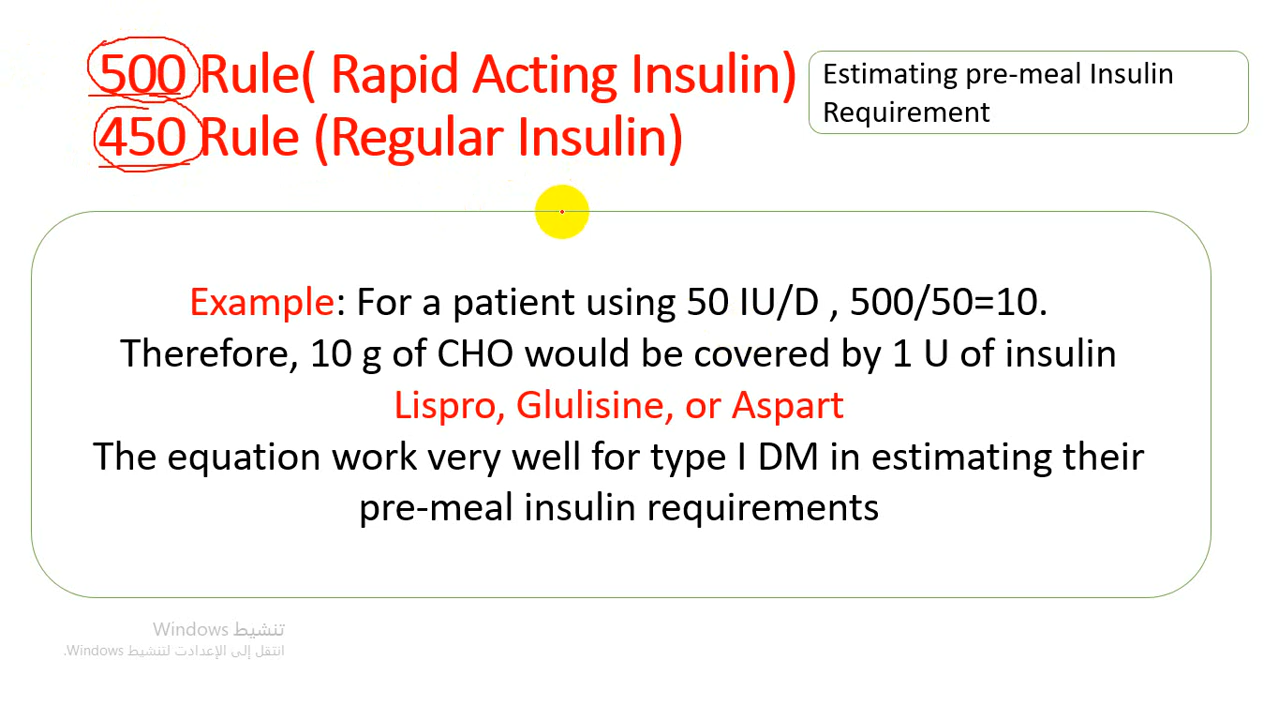 500 Rule( Rapid Acting Insulin)
450 Rule (Regular Insulin)
Estimating pre-meal Insulin
Requirement
Example: For a patient using 50 IU/D , 500/50=10.
Therefore, 10 g of CHO would be covered by 1 U of insulin
Lispro, Glulisine, or Aspart
The equation work very well for type I DM in estimating their
pre-meal insulin requirements
تنشيط Windows
انتقل إلى الإعدادت لتنشيط Windows.